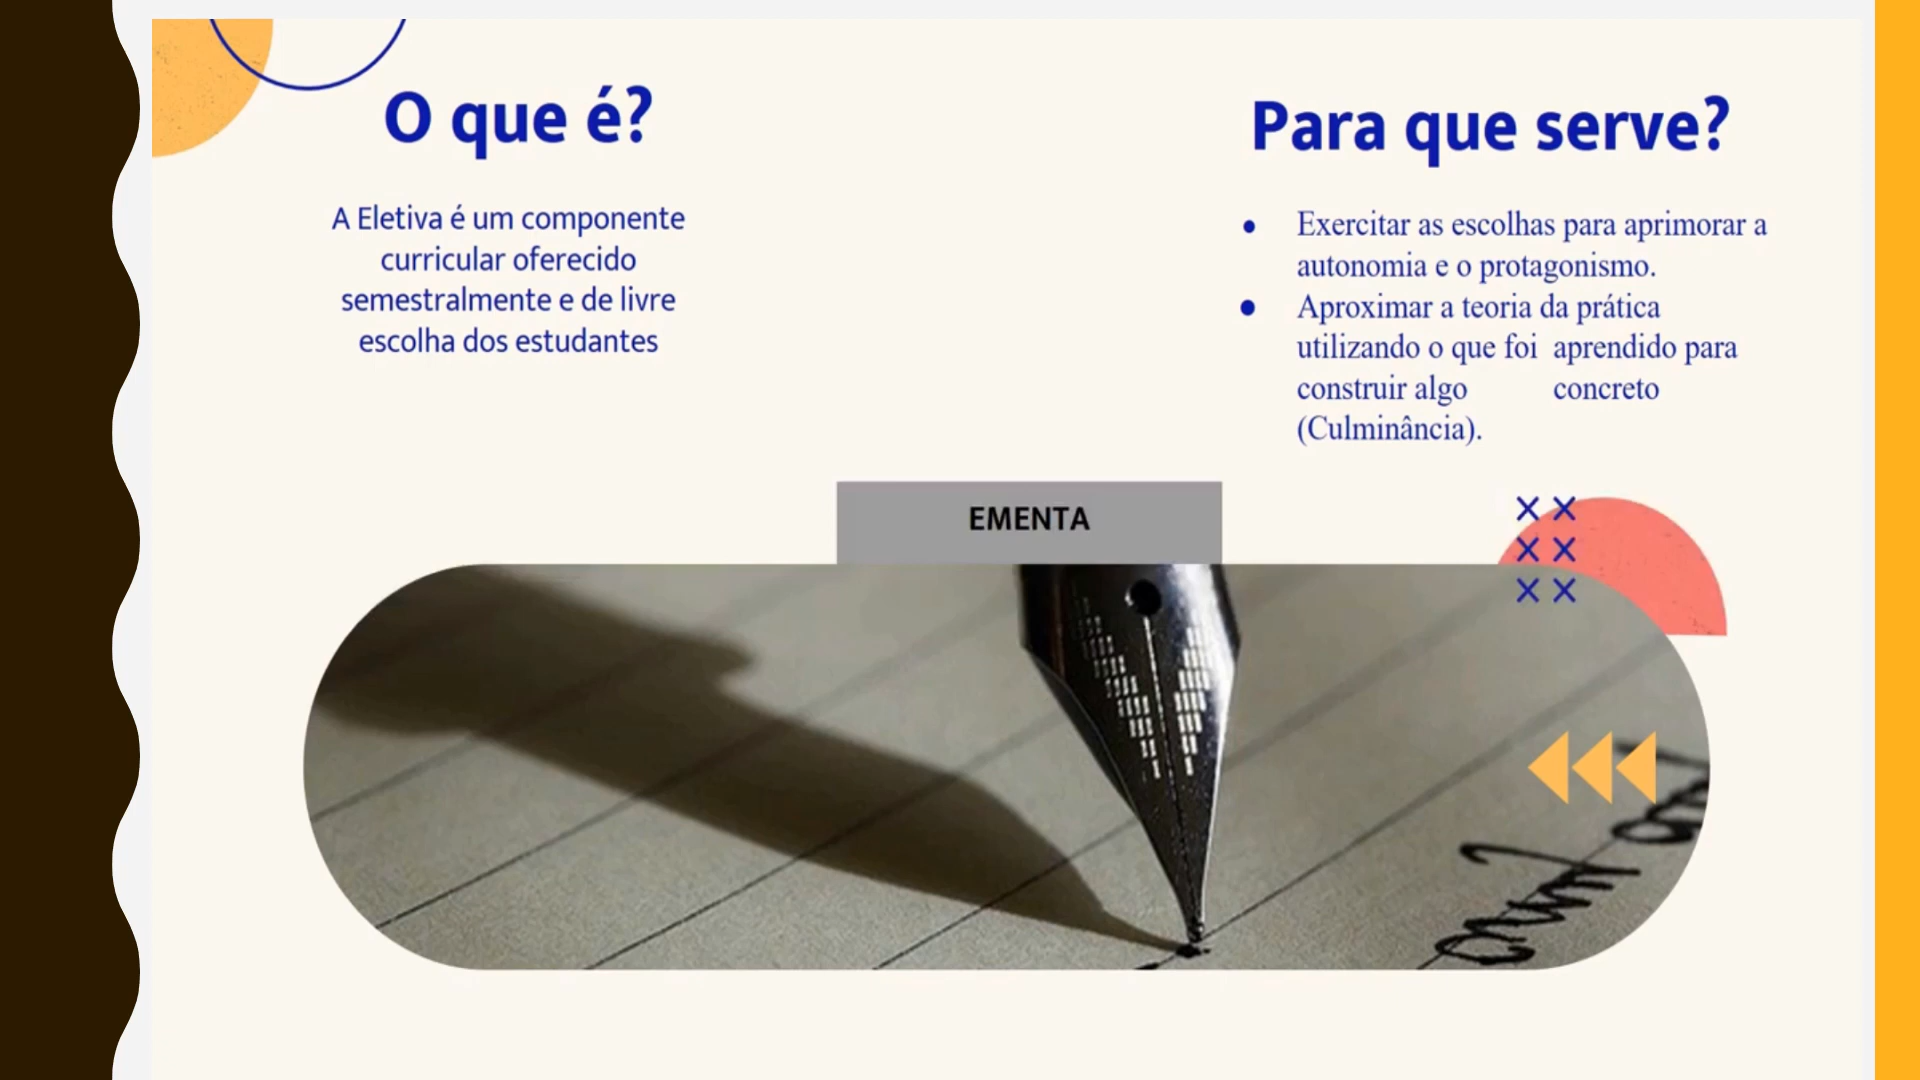 O que é?
A Eletiva é um componente
curricular oferecido
semestralmente e de livre
escolha dos estudantes
Para que serve?
● Exercitar as escolhas para aprimorar a
autonomia e o protagonismo.
● Aproximar a teoria da prática
utilizando o que foi aprendido para
construir algo concreto
(Culminância).
EMENTA